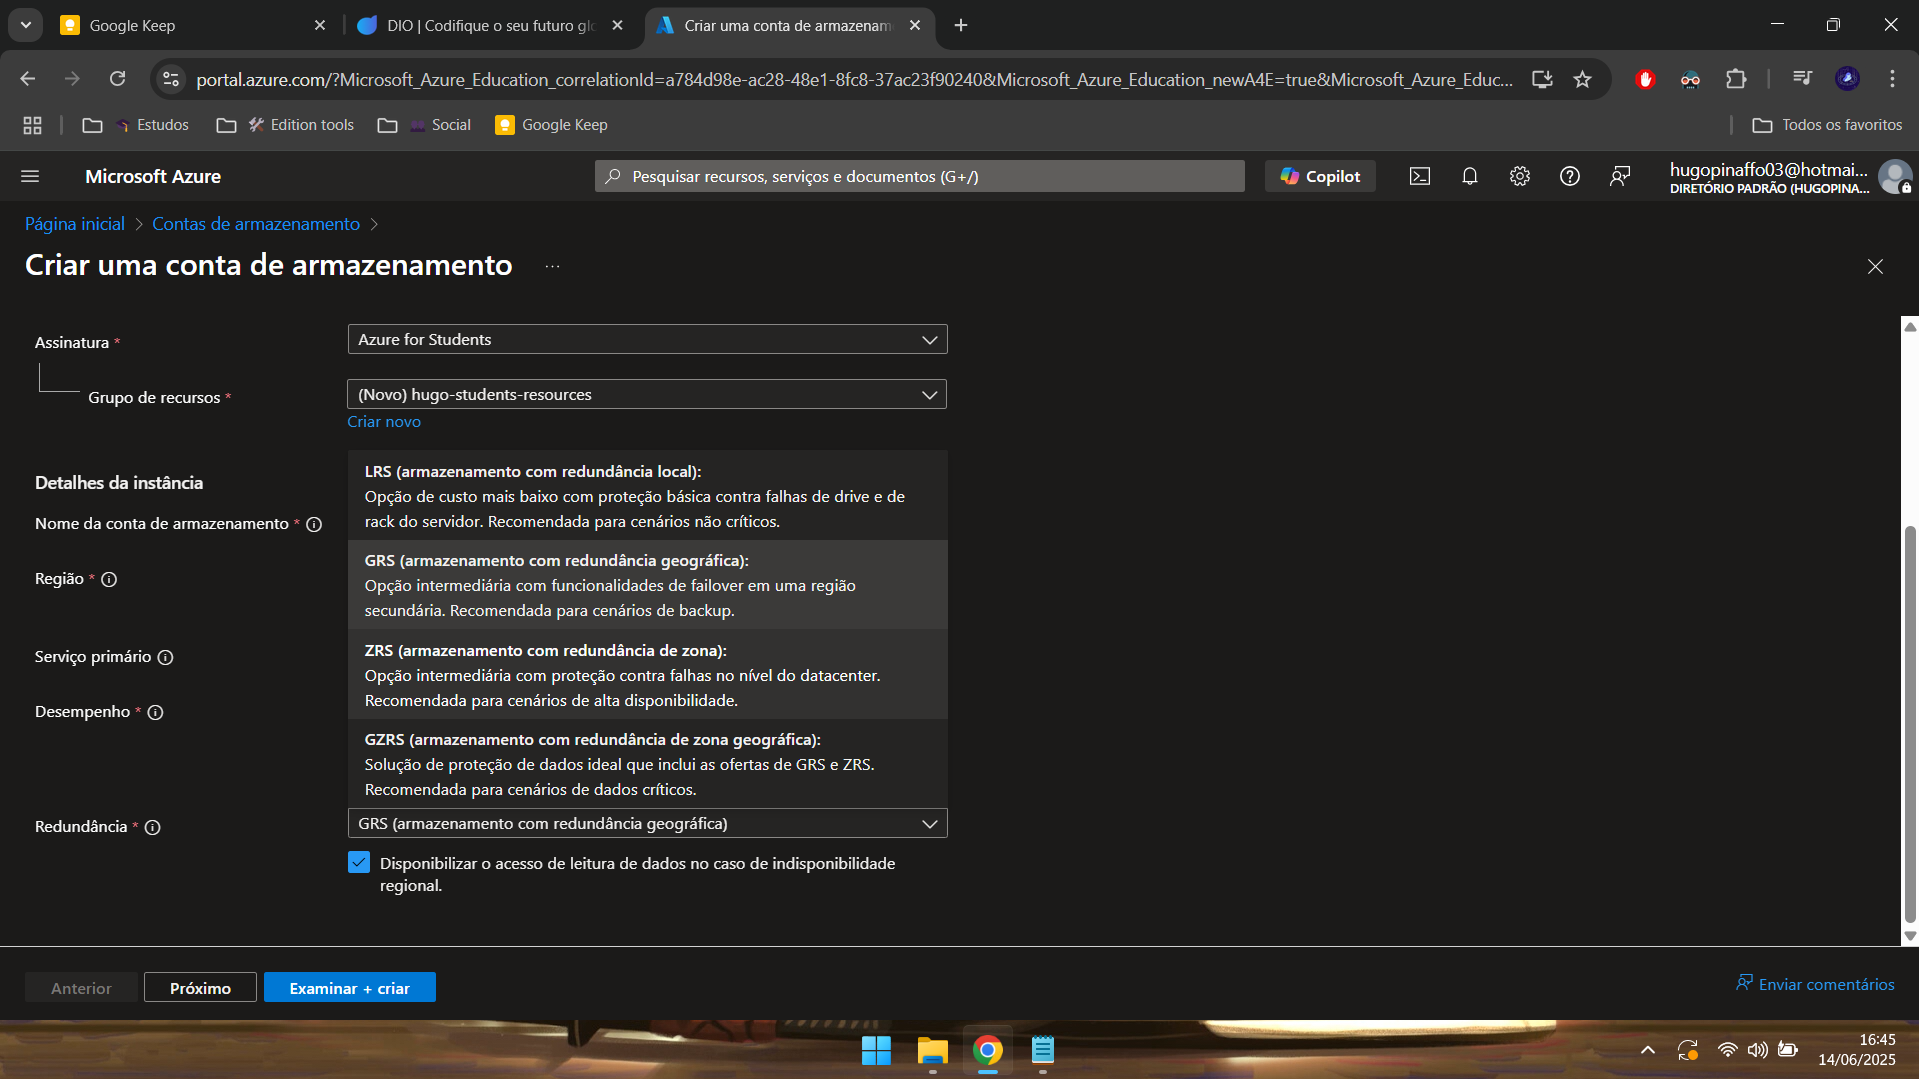 Google Keep
DIO | Codifique o seu futuro glo
Criar uma conta de armazenam
portal.azure.com/?Microsoft_Azure_Education_correlationId=a784d98e-ac28-48e1-8fc8-37ac23f90240&Microsoft_Azure_Education_newA4E=true&Microsoft_Azure_Educ...
Estudos
Edition tools
Social
Google Keep
Todos os favoritos
Microsoft Azure
Pesquisar recursos, serviços e documentos (G+/)
Copilot
hugopinaffo03@hotmai...
DIRETÓRIO PADRÃO (HUGOPINA...
Página inicial > Contas de armazenamento >
Criar uma conta de armazenamento ...
Assinatura *
Azure for Students
Grupo de recursos *
(Novo) hugo-students-resources
Criar novo
Detalhes da instância
Nome da conta de armazenamento *
Região *
Serviço primário
Desempenho *
LRS (armazenamento com redundância local):
Opção de custo mais baixo com proteção básica contra falhas de drive e de
rack do servidor. Recomendada para cenários não críticos.
GRS (armazenamento com redundância geográfica):
Opção intermediária com funcionalidades de failover em uma região
secundária. Recomendada para cenários de backup.
ZRS (armazenamento com redundância de zona):
Opção intermediária com proteção contra falhas no nível do datacenter.
Recomendada para cenários de alta disponibilidade.
GZRS (armazenamento com redundância de zona geográfica):
Solução de proteção de dados ideal que inclui as ofertas de GRS e ZRS.
Recomendada para cenários de dados críticos.
Redundância *
GRS (armazenamento com redundância geográfica)
Disponibilizar o acesso de leitura de dados no caso de indisponibilidade
regional.
Anterior
Próximo
Examinar + criar
Enviar comentários
16:45
14/06/2025